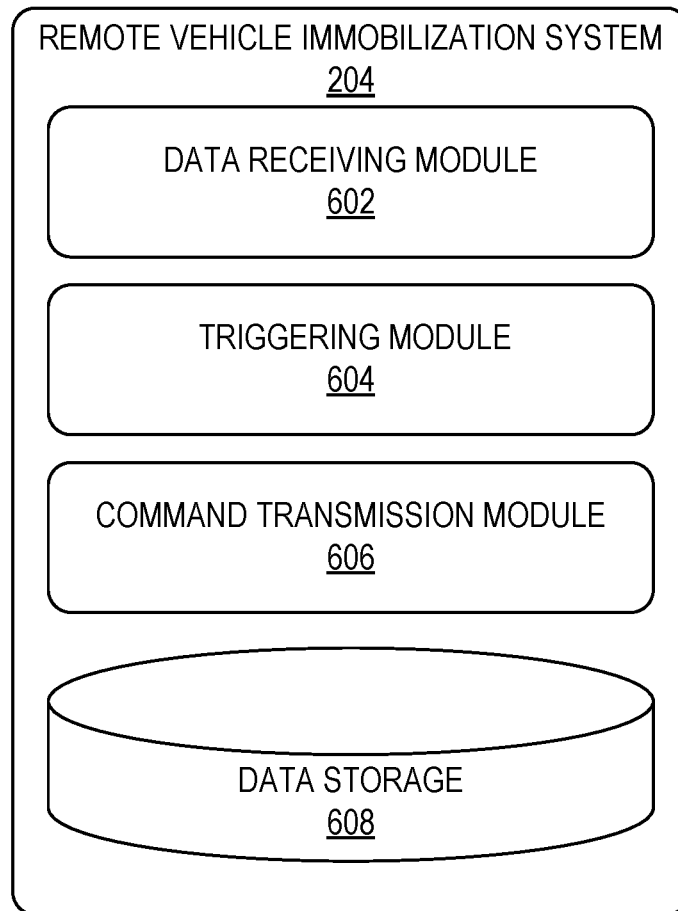 REMOTE VEHICLE IMMOBILIZATION SYSTEM
204
DATA RECEIVING MODULE
602
TRIGGERING MODULE
604
COMMAND TRANSMISSION MODULE
606
DATA STORAGE
608